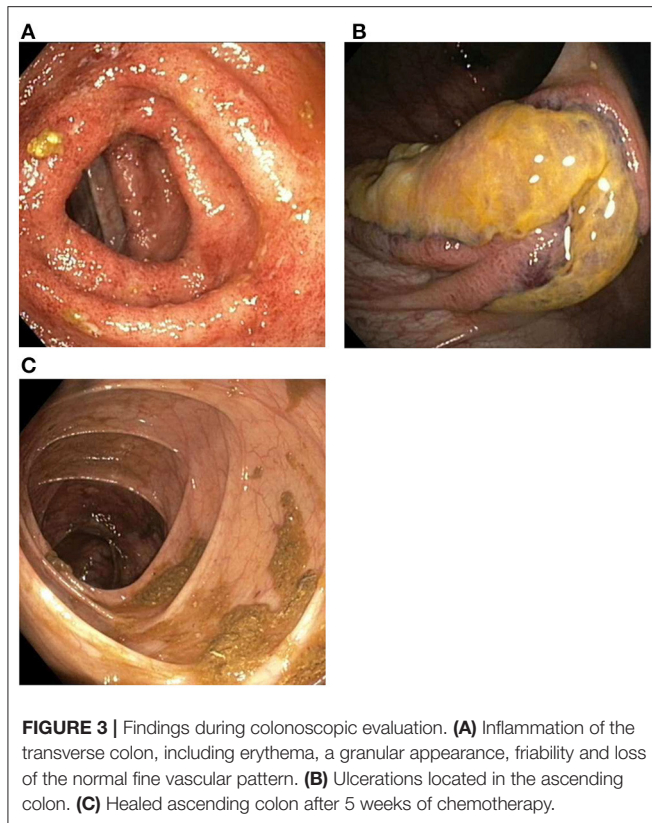 A
B
C
FIGURE 3 | Findings during colonoscopic evaluation. (A) Inflammation of the
transverse colon, including erythema, a granular appearance, friability and loss
of the normal fine vascular pattern. (B) Ulcerations located in the ascending
colon. (C) Healed ascending colon after 5 weeks of chemotherapy.